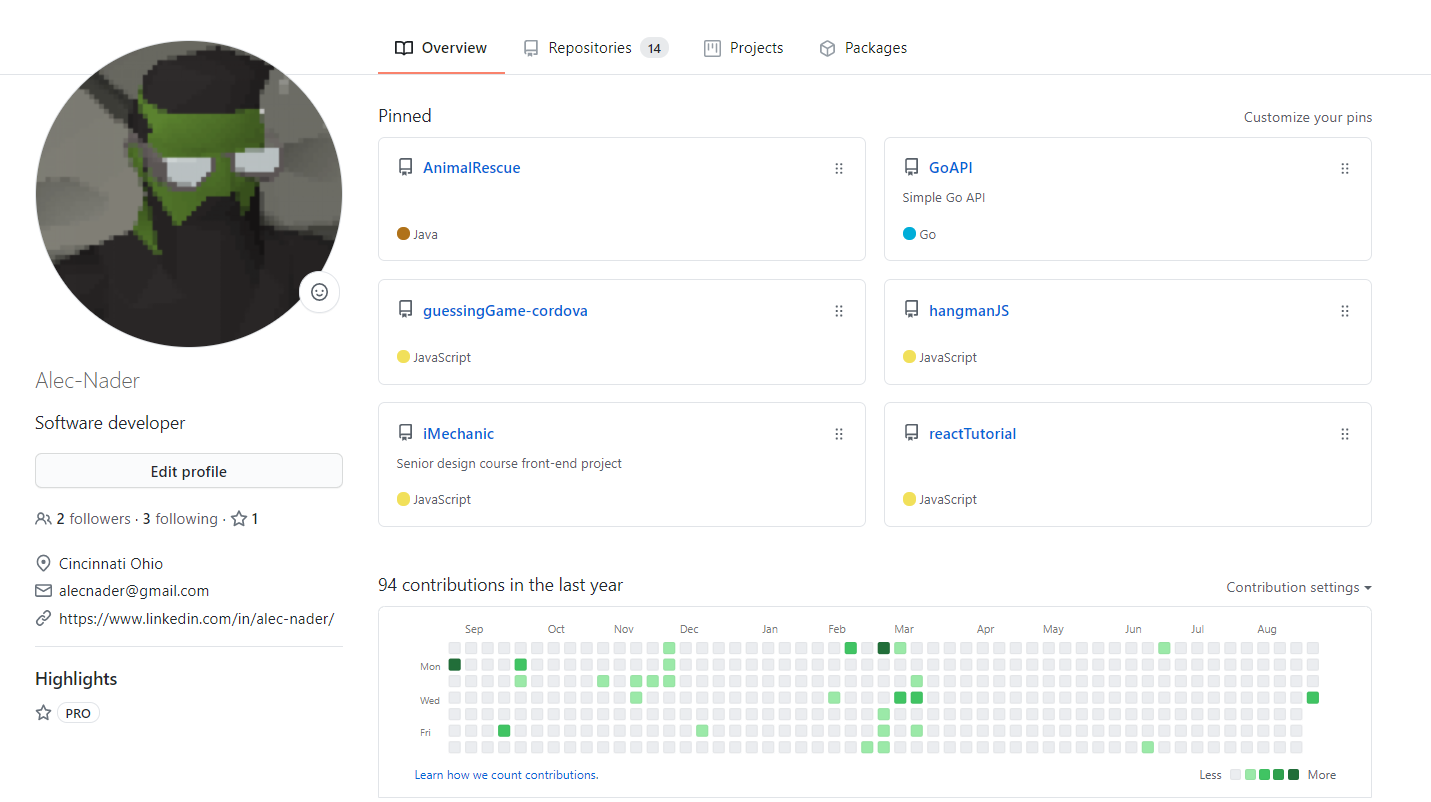 Overview Repositories 14 Projects Packages
Pinned Customize your pins
AnimalRescue
Java
GoAPI
Simple Go API
Go
guessingGame-cordova
JavaScript
hangmanJS
JavaScript
iMechanic
Senior design course front-end project
JavaScript
reactTutorial
JavaScript
Alec-Nader
Software developer
Edit profile
2 followers · 3 following · 1
Cincinnati Ohio
alecnader@gmail.com
https://www.linkedin.com/in/alec-nader/
Highlights
PRO
94 contributions in the last year Contribution settings
Sep Oct Nov Dec Jan Feb Mar Apr May Jun Jul Aug
Mon
Wed
Fri
Learn how we count contributions. Less More